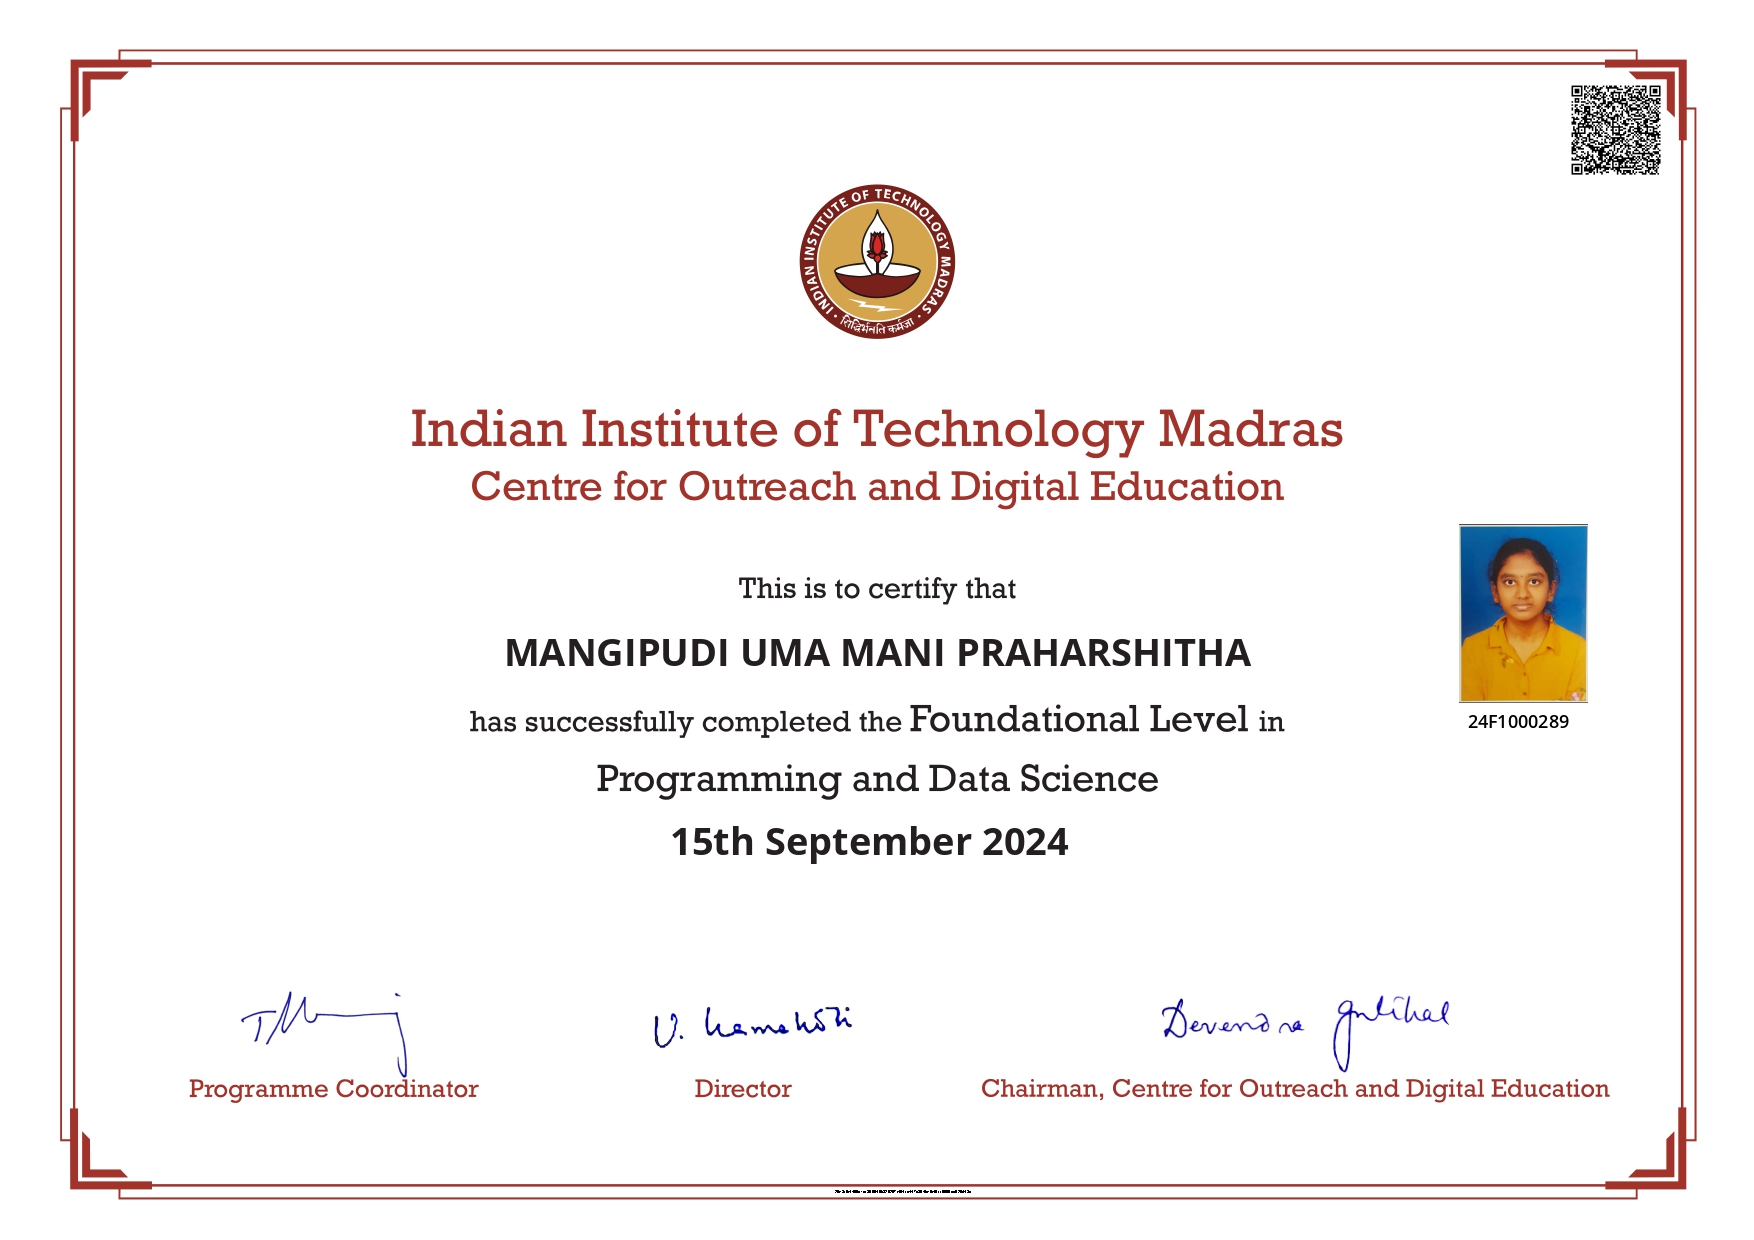 INDIAN INSTITUTE OF TECHNOLOGY MADRAS
सिद्धिर्भवति कर्मजा
Indian Institute of Technology Madras
Centre for Outreach and Digital Education
This is to certify that
MANGIPUDI UMA MANI PRAHARSHITHA
has successfully completed the Foundational Level in
24F1000289
Programming and Data Science
15th September 2024
V. Kamakoti
Devendra Jalihal
Programme Coordinator
Director
Chairman, Centre for Outreach and Digital Education